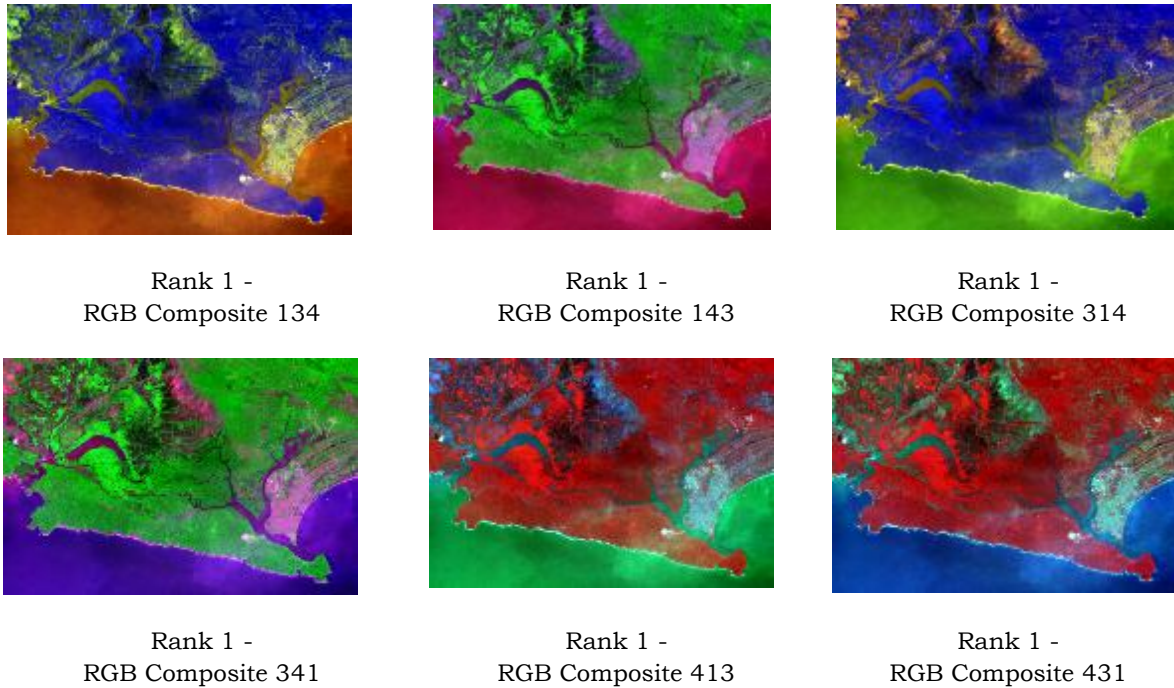 Rank 1 -
RGB Composite 134
Rank 1 -
RGB Composite 143
Rank 1 -
RGB Composite 314
Rank 1 -
RGB Composite 341
Rank 1 -
RGB Composite 413
Rank 1 -
RGB Composite 431